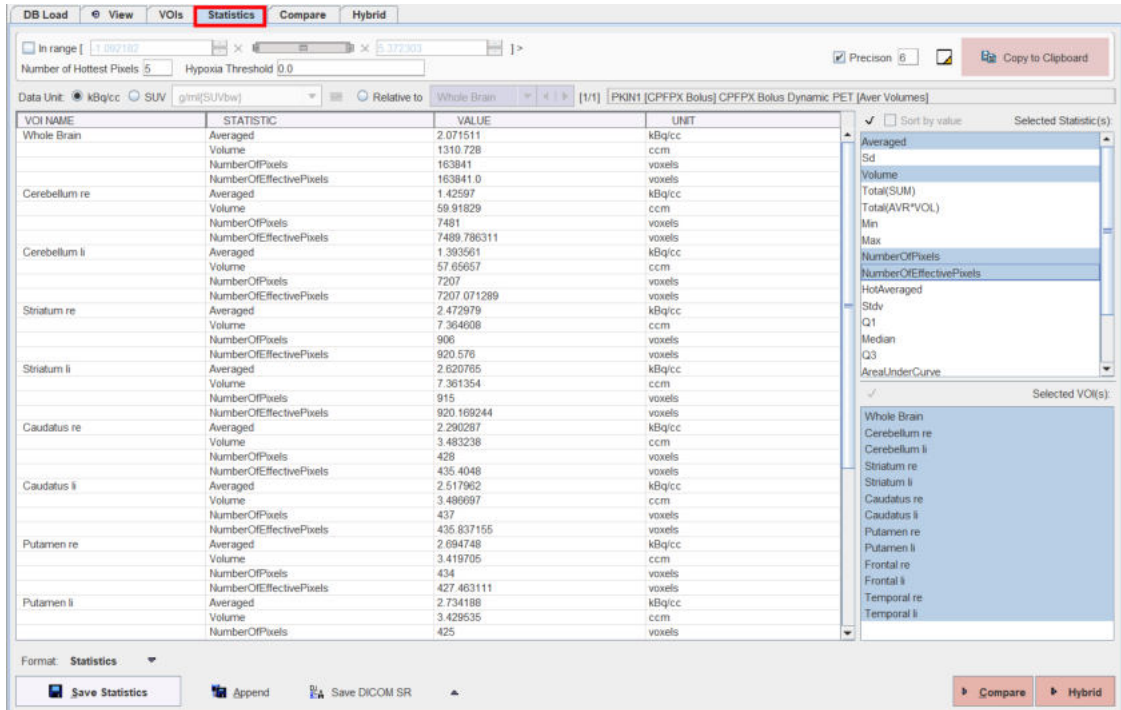 DB Load View VOIs Statistics Compare Hybrid
In range [ -1.092182 5.372303 ] >
Number of Hottest Pixels 5 Hypoxia Threshold 0.0
Precison 6 Copy to Clipboard
Data Unit: kBq/cc SUV g/ml{SUVbw} Relative to Whole Brain [1/1] PKIN1 [CPFPX Bolus] CPFPX Bolus Dynamic PET [Aver Volumes]
VOI NAME STATISTIC VALUE UNIT
Whole Brain Averaged 2.071511 kBq/cc
Volume 1310.728 ccm
NumberOfPixels 163841 voxels
NumberOfEffectivePixels 163841.0 voxels
Cerebellum re Averaged 1.42597 kBq/cc
Volume 59.91829 ccm
NumberOfPixels 7481 voxels
NumberOfEffectivePixels 7489.786311 voxels
Cerebellum li Averaged 1.393561 kBq/cc
Volume 57.65657 ccm
NumberOfPixels 7207 voxels
NumberOfEffectivePixels 7207.071289 voxels
Striatum re Averaged 2.472979 kBq/cc
Volume 7.364608 ccm
NumberOfPixels 906 voxels
NumberOfEffectivePixels 920.576 voxels
Striatum li Averaged 2.620765 kBq/cc
Volume 7.361354 ccm
NumberOfPixels 915 voxels
NumberOfEffectivePixels 920.169244 voxels
Caudatus re Averaged 2.290287 kBq/cc
Volume 3.483238 ccm
NumberOfPixels 428 voxels
NumberOfEffectivePixels 435.4048 voxels
Caudatus li Averaged 2.517962 kBq/cc
Volume 3.486697 ccm
NumberOfPixels 437 voxels
NumberOfEffectivePixels 435.837155 voxels
Putamen re Averaged 2.694748 kBq/cc
Volume 3.419705 ccm
NumberOfPixels 434 voxels
NumberOfEffectivePixels 427.463111 voxels
Putamen li Averaged 2.734188 kBq/cc
Volume 3.429535 ccm
NumberOfPixels 425 voxels
Sort by value Selected Statistic(s):
Averaged
Sd
Volume
Total(SUM)
Total(AVR*VOL)
Min
Max
NumberOfPixels
NumberOfEffectivePixels
HotAveraged
Stdv
Q1
Median
Q3
AreaUnderCurve
Selected VOI(s):
Whole Brain
Cerebellum re
Cerebellum li
Striatum re
Striatum li
Caudatus re
Caudatus li
Putamen re
Putamen li
Frontal re
Frontal li
Temporal re
Temporal li
Format: Statistics
Save Statistics Append Save DICOM SR Compare Hybrid